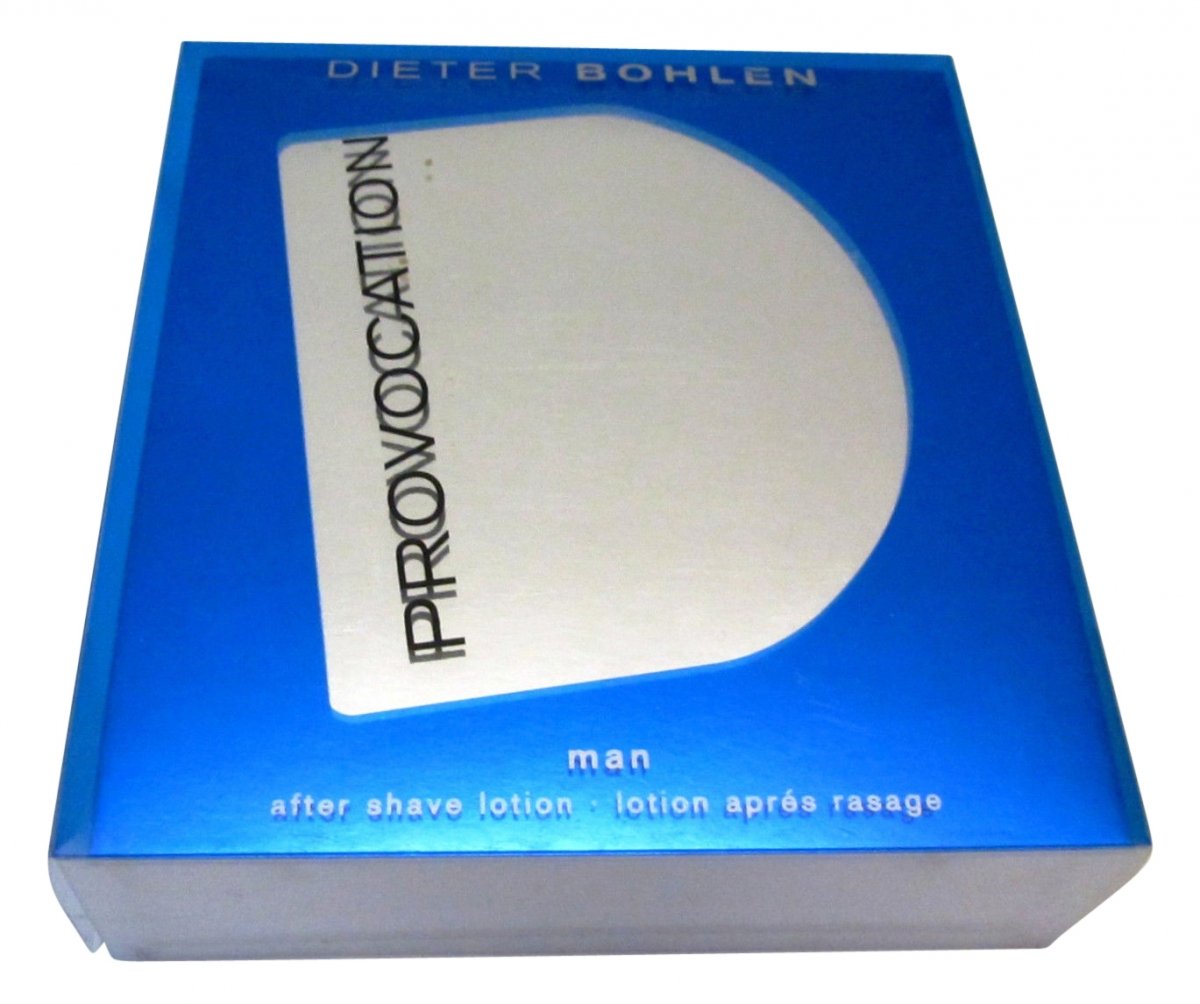 DIETER BOHLEN
PROVOCATION
man
after shave lotion · lotion aprés rasage